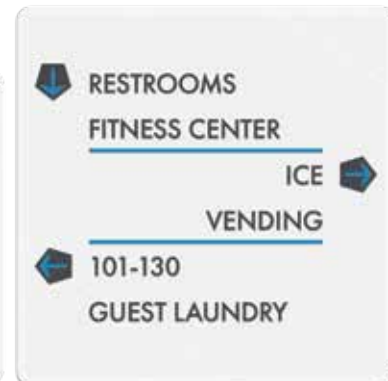 RESTROOMS
FITNESS CENTER
ICE
VENDING
101-130
GUEST LAUNDRY